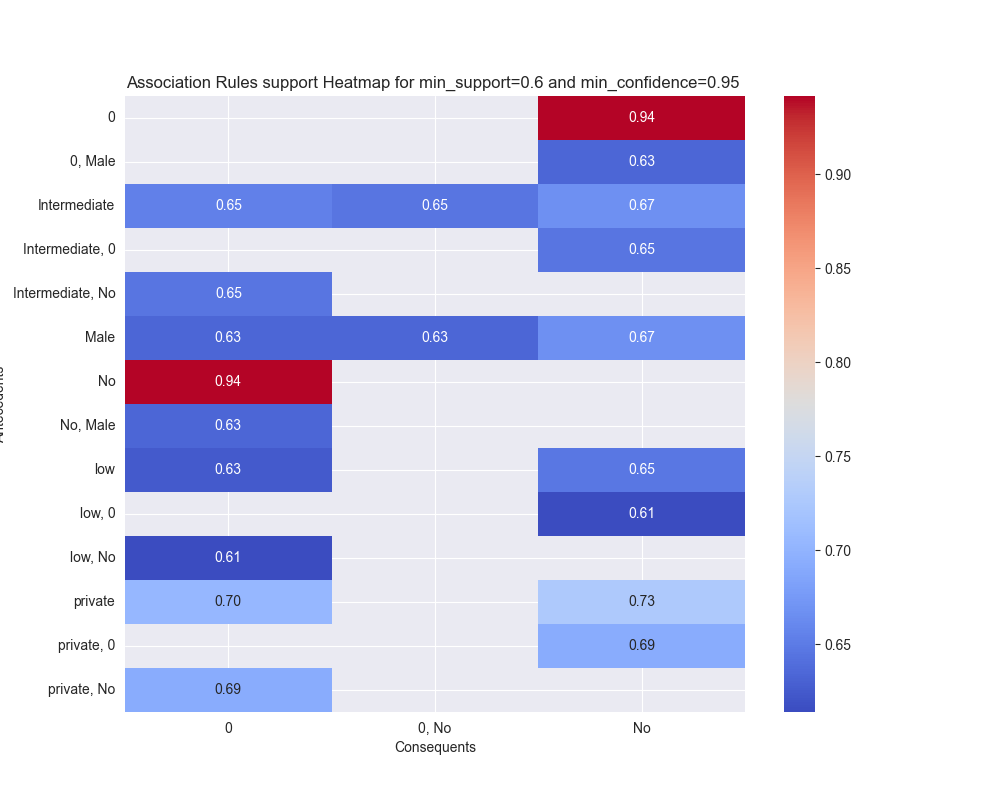 Association Rules support Heatmap for min_support=0.6 and min_confidence=0.95
0 0.94
0, Male 0.63
Intermediate 0.65 0.65 0.67
Intermediate, 0 0.65
Intermediate, No 0.65
Male 0.63 0.63 0.67
No 0.94
No, Male 0.63
low 0.63 0.65
low, 0 0.61
low, No 0.61
private 0.70 0.73
private, 0 0.69
private, No 0.69
0 0, No No
Consequents
0.90
0.85
0.80
0.75
0.70
0.65